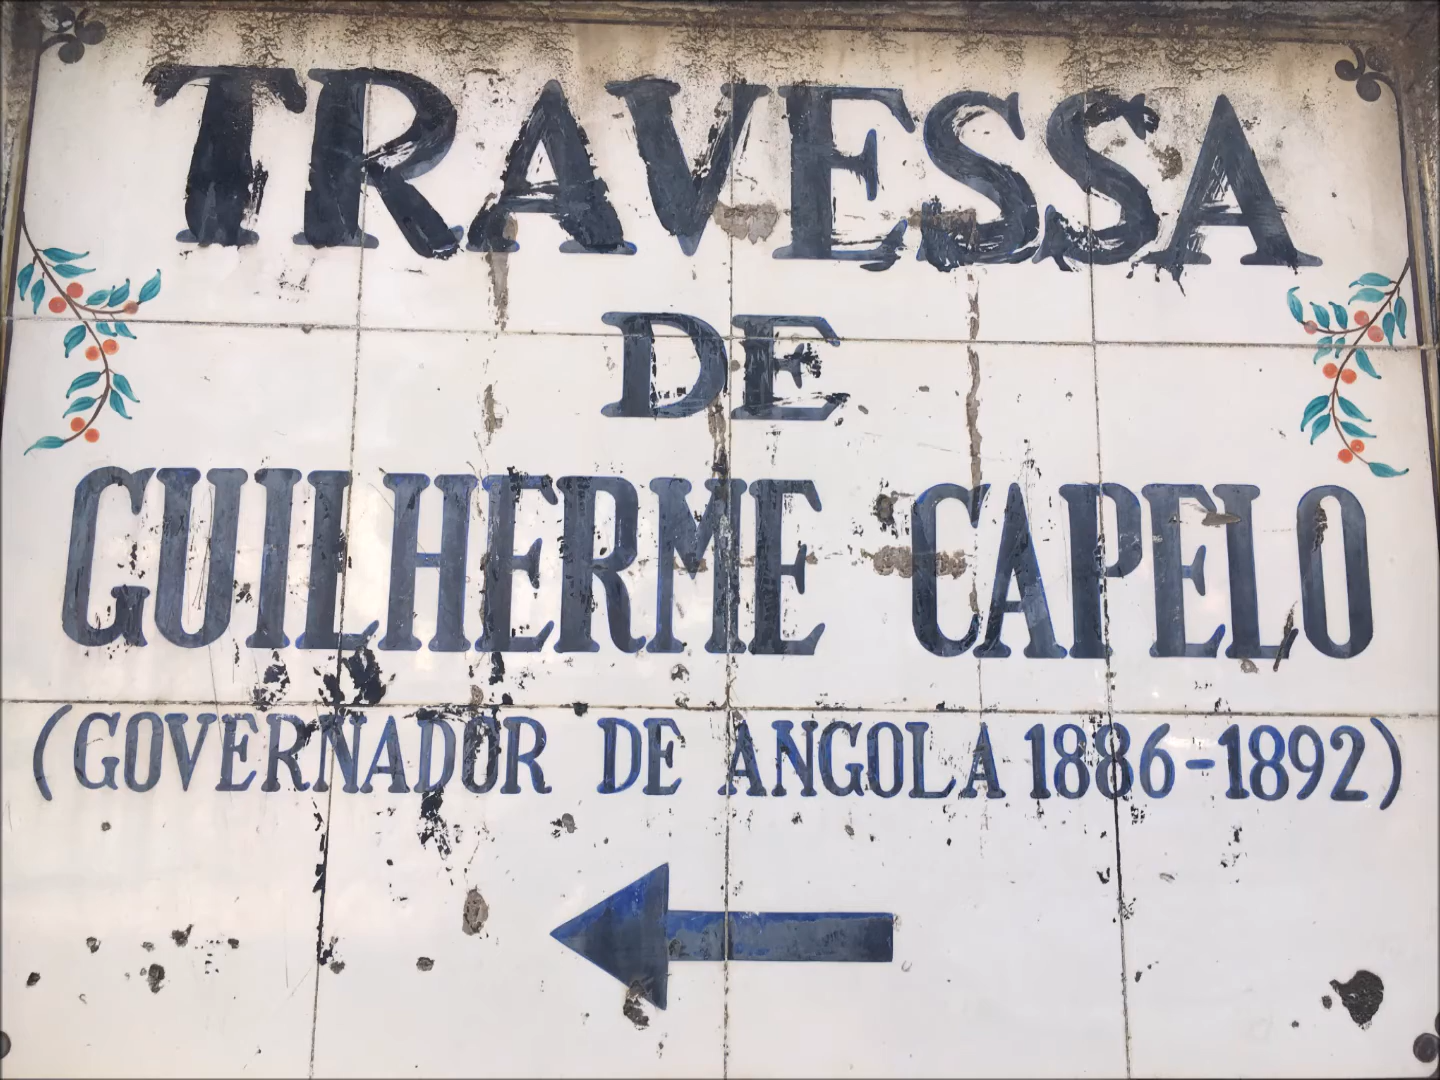 TRAVESSA
DE
GUILHERME CAPELO
(GOVERNADOR DE ANGOLA 1886-1892)